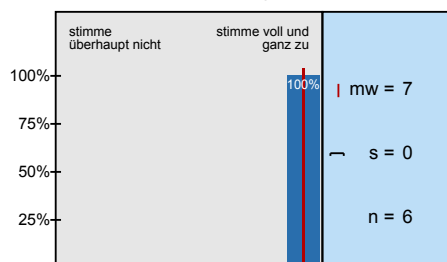 stimme
überhaupt nicht
stimme voll und
ganz zu
100%
100%
mw = 7
75%
50%
s = 0
25%
n = 6